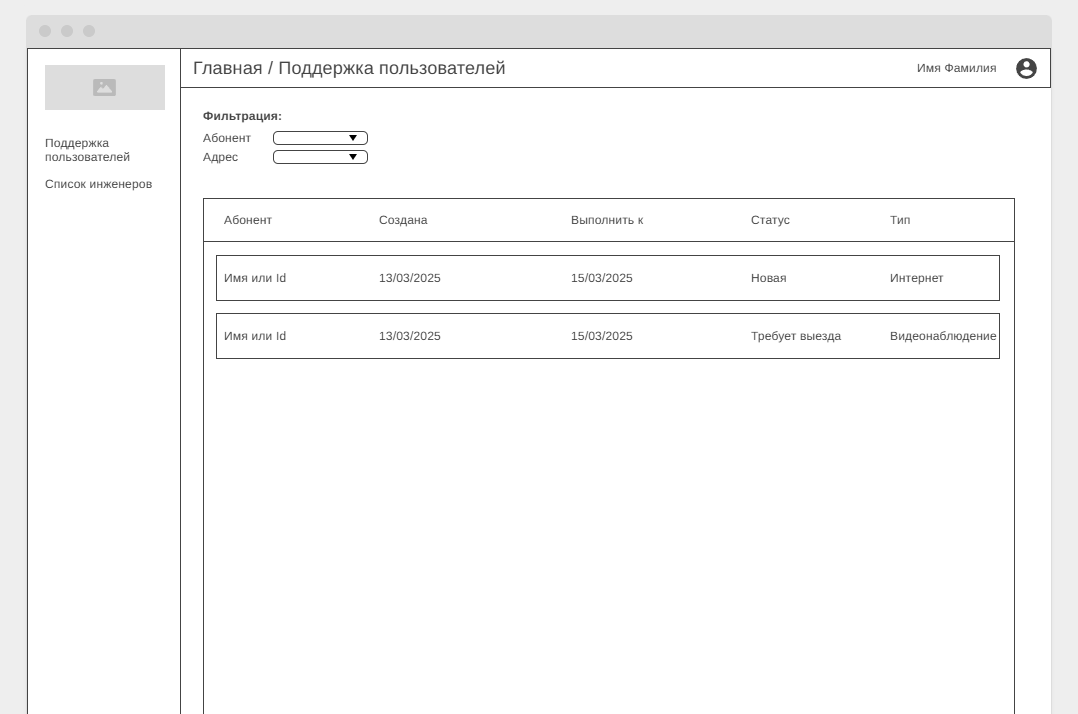 Главная / Поддержка пользователей
Имя Фамилия
Поддержка
пользователей
Список инженеров
Фильтрация:
Абонент
Адрес
Абонент Создана Выполнить к Статус Тип
Имя или Id 13/03/2025 15/03/2025 Новая Интернет
Имя или Id 13/03/2025 15/03/2025 Требует выезда Видеонаблюдение